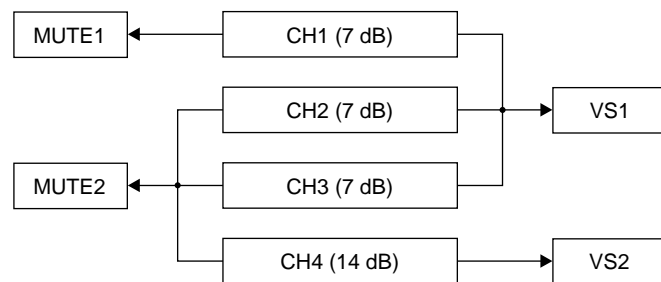 MUTE1
CH1 (7 dB)
CH2 (7 dB)
VS1
MUTE2
CH3 (7 dB)
CH4 (14 dB)
VS2